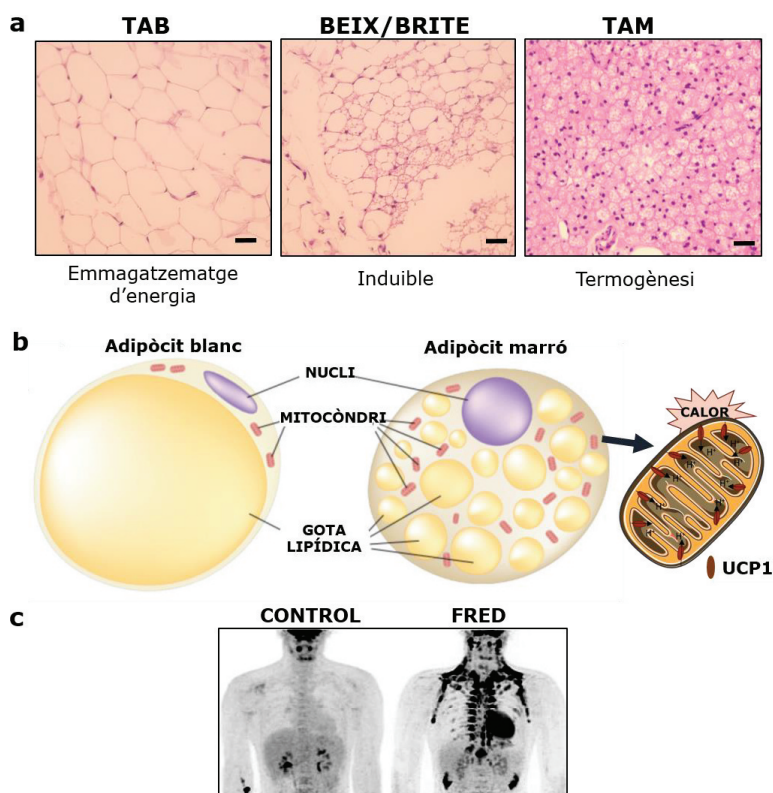 a
TAB
BEIX/BRITE
TAM
Emmagatzematge
d'energia
Induible
Termogènesi
b
Adipòcit blanc
Adipòcit marró
NUCLI
MITOCÒNDRI
GOTA
LIPÍDICA
CALOR
H⁺
H⁺
H⁺
H⁺
H⁺
H⁺
H⁺
H⁺
UCP1
c
CONTROL
FRED